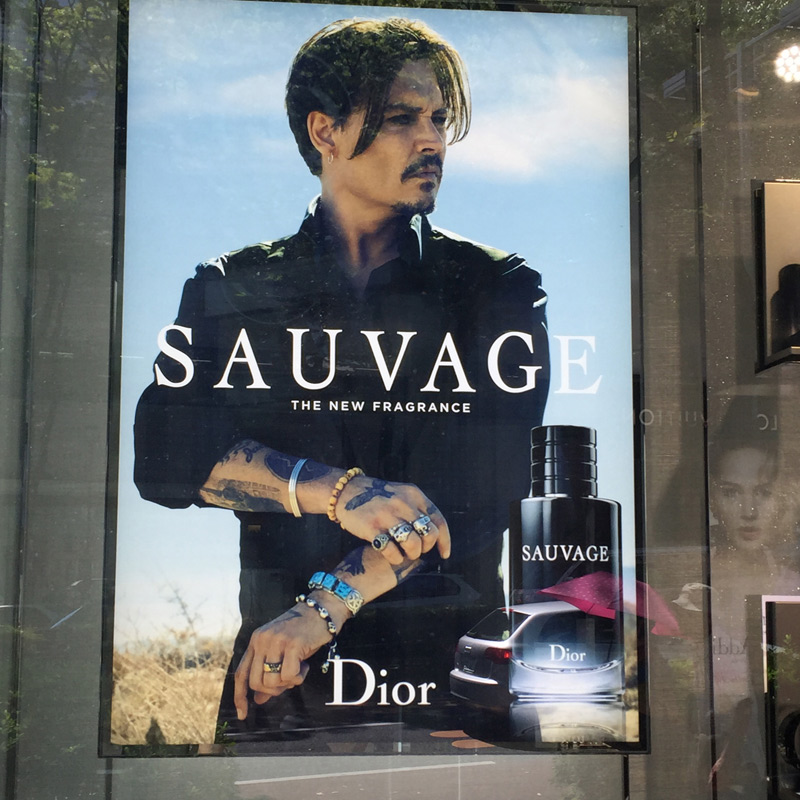 SAUVAGE
THE NEW FRAGRANCE
SAUVAGE
Dior
Dior